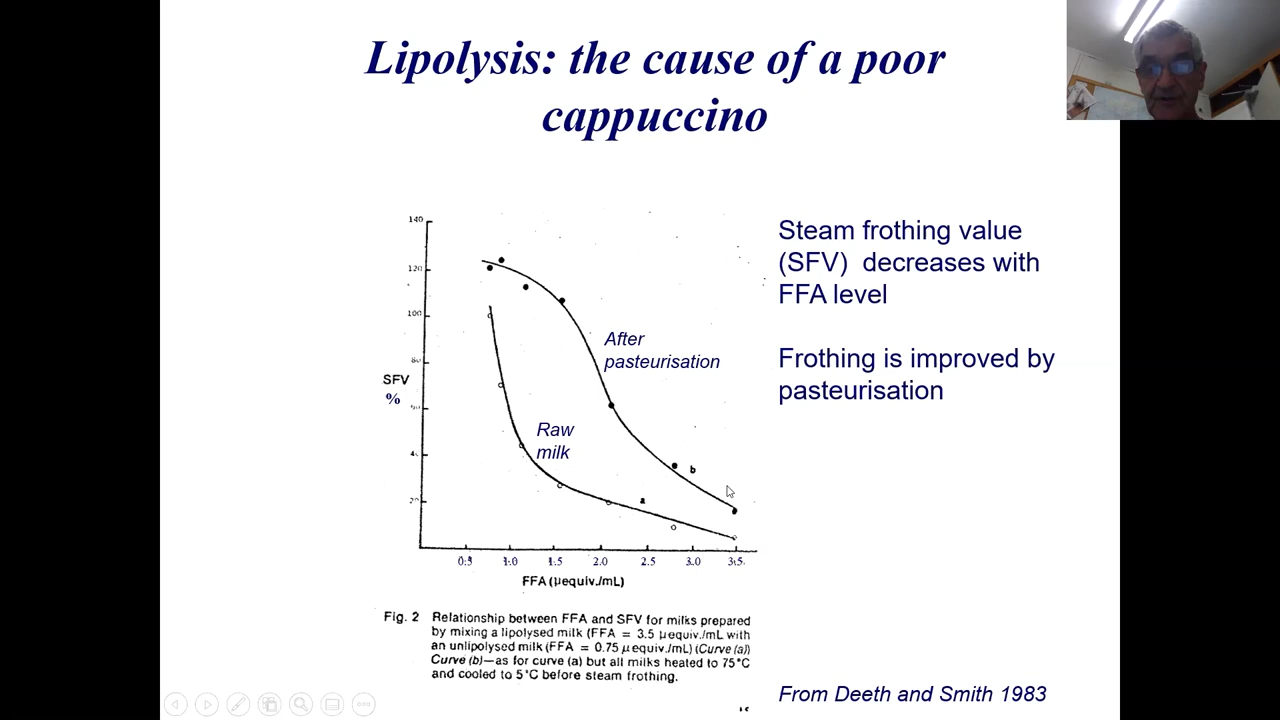 Lipolysis: the cause of a poor
cappuccino
Steam frothing value
(SFV) decreases with
FFA level
Frothing is improved by
pasteurisation
140
120
100
20
SFV
%
After
pasteurisation
Raw
milk
a
b
1.0
1.5
2.0
2.5
3.0
3.5
FFA (µequiv./mL)
Fig. 2 Relationship between FFA and SFV for milks prepared
by mixing a lipolysed milk (FFA = 3.5 µequiv./mL with
an unlipolysed milk (FFA = 0.75 µequiv./mL) (Curve (a))
Curve (b)—as for curve (a) but all milks heated to 75°C
and cooled to 5°C before steam frothing.
From Deeth and Smith 1983